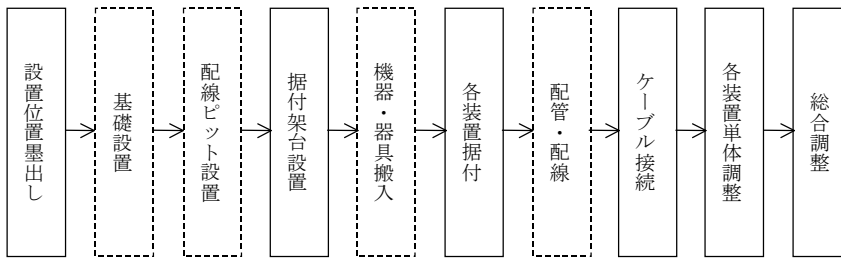 設置位置墨出し
基礎設置
配線ピット設置
据付架台設置
機器・器具搬入
各装置据付
配管・配線
ケーブル接続
各装置単体調整
総合調整